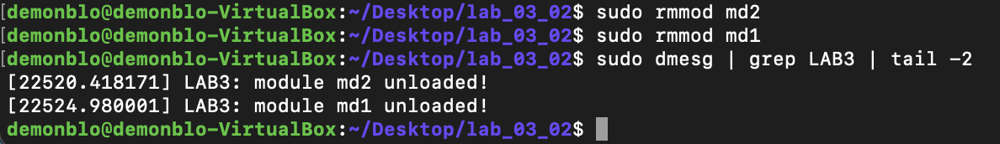 [demonblo@demonblo-VirtualBox:~/Desktop/lab_03_02$ sudo rmmod md2
[demonblo@demonblo-VirtualBox:~/Desktop/lab_03_02$ sudo rmmod md1
[demonblo@demonblo-VirtualBox:~/Desktop/lab_03_02$ sudo dmesg | grep LAB3 | tail -2
[22520.418171] LAB3: module md2 unloaded!
[22524.980001] LAB3: module md1 unloaded!
demonblo@demonblo-VirtualBox:~/Desktop/lab_03_02$